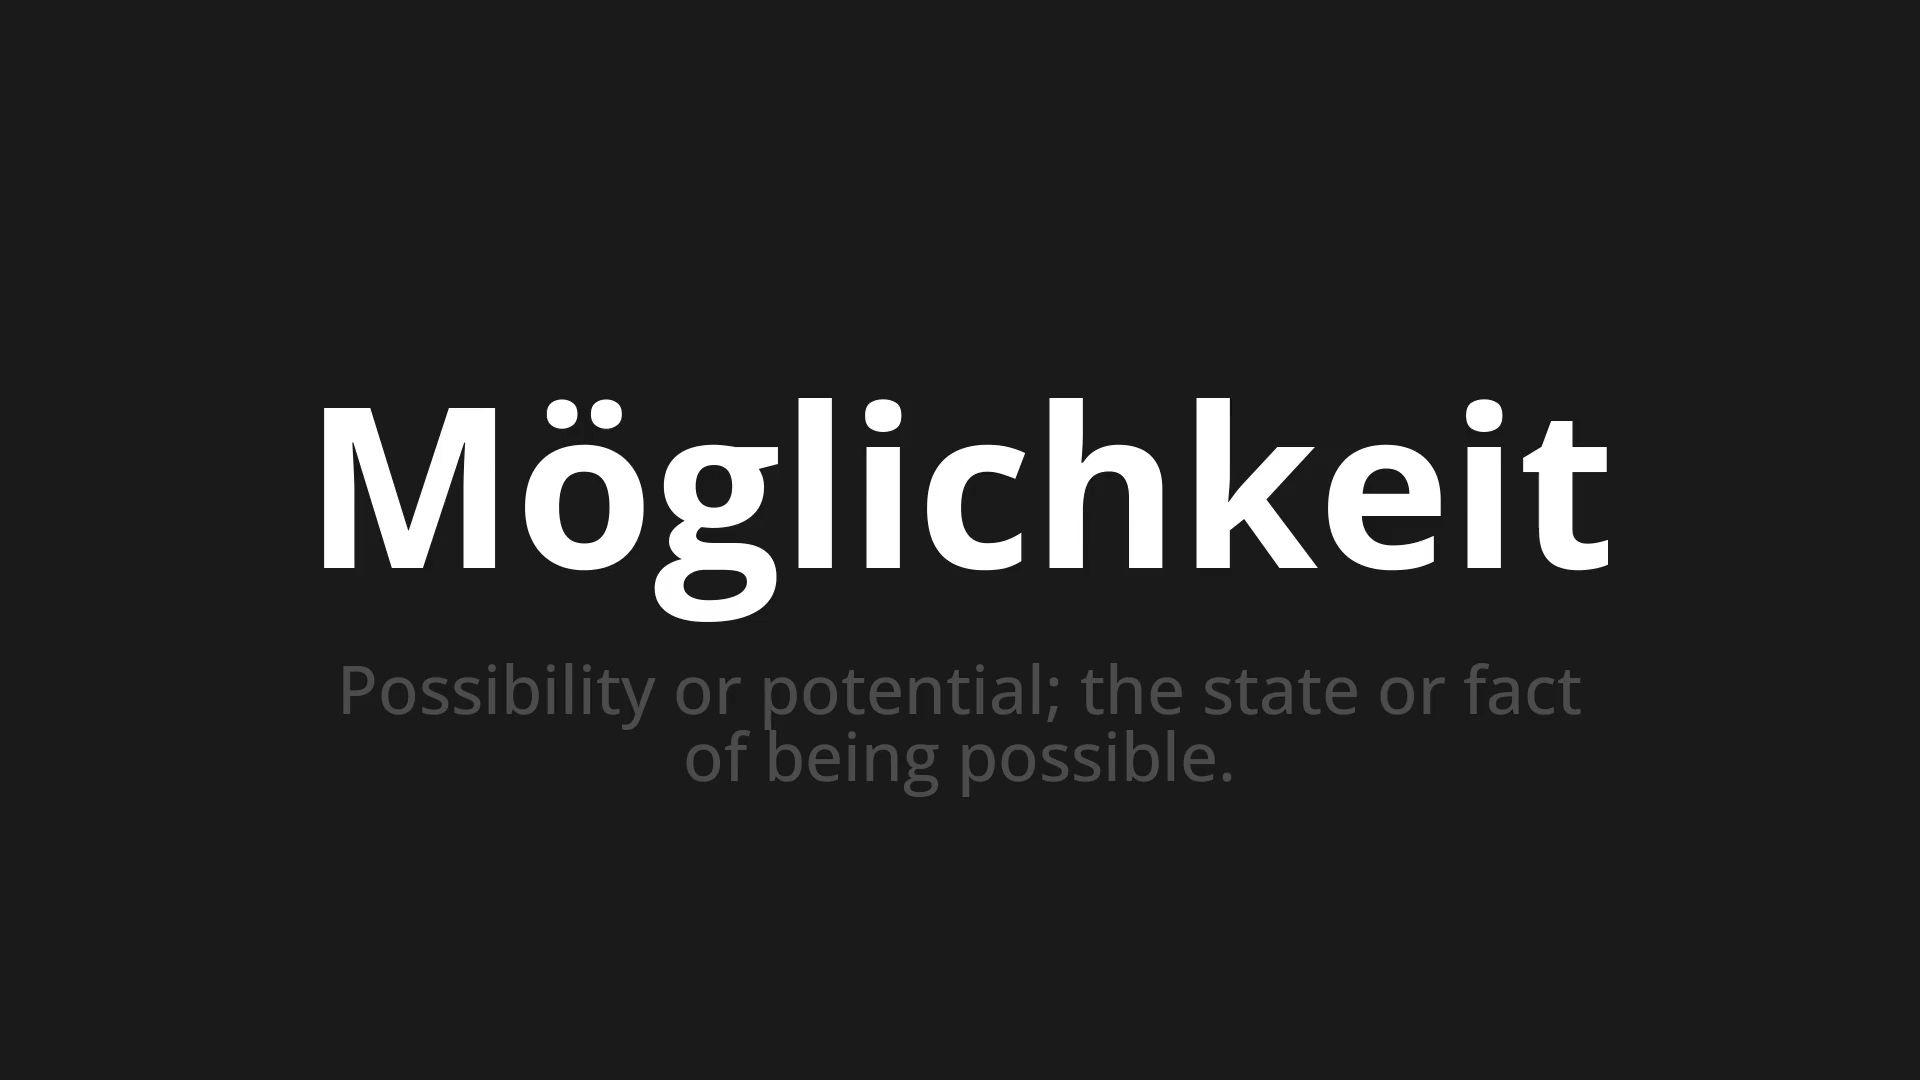 Möglichkeit
Possibility or potential; the state or fact
of being possible.